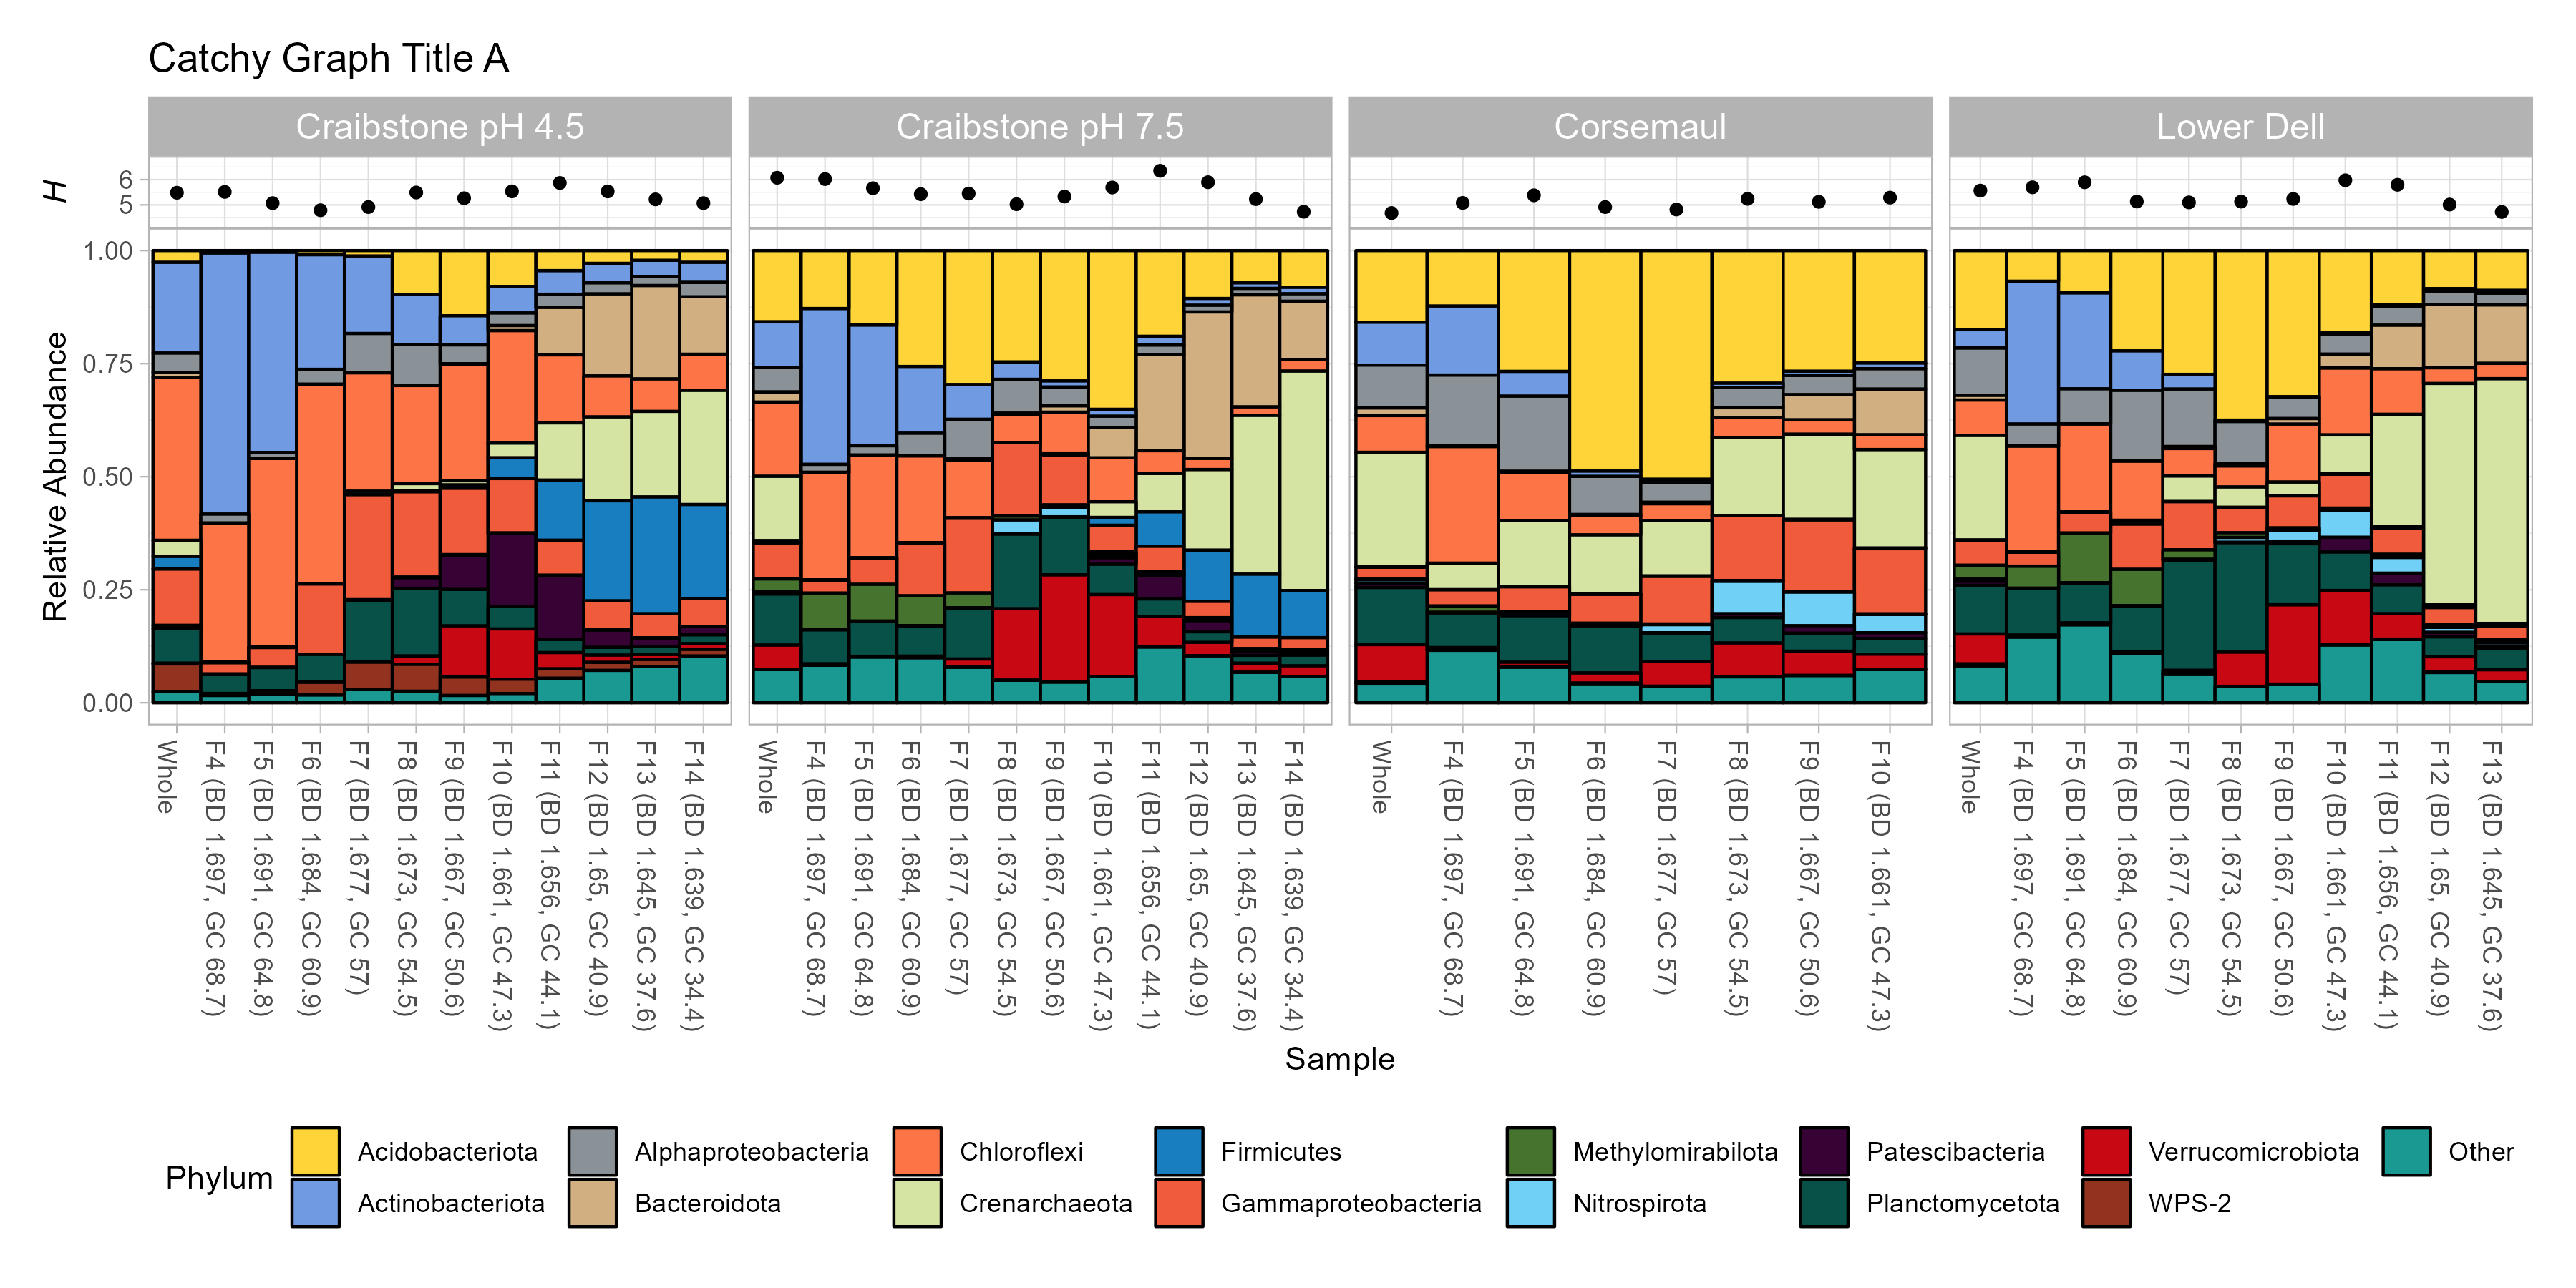 Catchy Graph Title A
Craibstone pH 4.5
Craibstone pH 7.5
Corsemaul
Lower Dell
H
6
5
Relative Abundance
1.00
0.75
0.50
0.25
0.00
Whole
F4 (BD 1.697, GC 68.7)
F5 (BD 1.691, GC 64.8)
F6 (BD 1.684, GC 60.9)
F7 (BD 1.677, GC 57)
F8 (BD 1.673, GC 54.5)
F9 (BD 1.667, GC 50.6)
F10 (BD 1.661, GC 47.3)
F11 (BD 1.656, GC 44.1)
F12 (BD 1.65, GC 40.9)
F13 (BD 1.645, GC 37.6)
F14 (BD 1.639, GC 34.4)
Whole
F4 (BD 1.697, GC 68.7)
F5 (BD 1.691, GC 64.8)
F6 (BD 1.684, GC 60.9)
F7 (BD 1.677, GC 57)
F8 (BD 1.673, GC 54.5)
F9 (BD 1.667, GC 50.6)
F10 (BD 1.661, GC 47.3)
F11 (BD 1.656, GC 44.1)
F12 (BD 1.65, GC 40.9)
F13 (BD 1.645, GC 37.6)
F14 (BD 1.639, GC 34.4)
Whole
F4 (BD 1.697, GC 68.7)
F5 (BD 1.691, GC 64.8)
F6 (BD 1.684, GC 60.9)
F7 (BD 1.677, GC 57)
F8 (BD 1.673, GC 54.5)
F9 (BD 1.667, GC 50.6)
F10 (BD 1.661, GC 47.3)
Whole
F4 (BD 1.697, GC 68.7)
F5 (BD 1.691, GC 64.8)
F6 (BD 1.684, GC 60.9)
F7 (BD 1.677, GC 57)
F8 (BD 1.673, GC 54.5)
F9 (BD 1.667, GC 50.6)
F10 (BD 1.661, GC 47.3)
F11 (BD 1.656, GC 44.1)
F12 (BD 1.65, GC 40.9)
F13 (BD 1.645, GC 37.6)
Sample
Phylum
Acidobacteriota
Actinobacteriota
Alphaproteobacteria
Bacteroidota
Chloroflexi
Crenarchaeota
Firmicutes
Gammaproteobacteria
Methylomirabilota
Nitrospirota
Patescibacteria
Planctomycetota
Verrucomicrobiota
WPS-2
Other